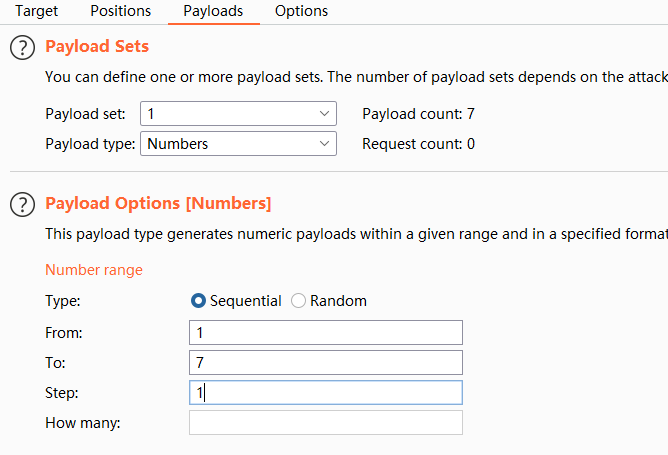 Target Positions Payloads Options
? Payload Sets
You can define one or more payload sets. The number of payload sets depends on the attack
Payload set: 1 Payload count: 7
Payload type: Numbers Request count: 0
? Payload Options [Numbers]
This payload type generates numeric payloads within a given range and in a specified format
Number range
Type: Sequential Random
From: 1
To: 7
Step: 1
How many: